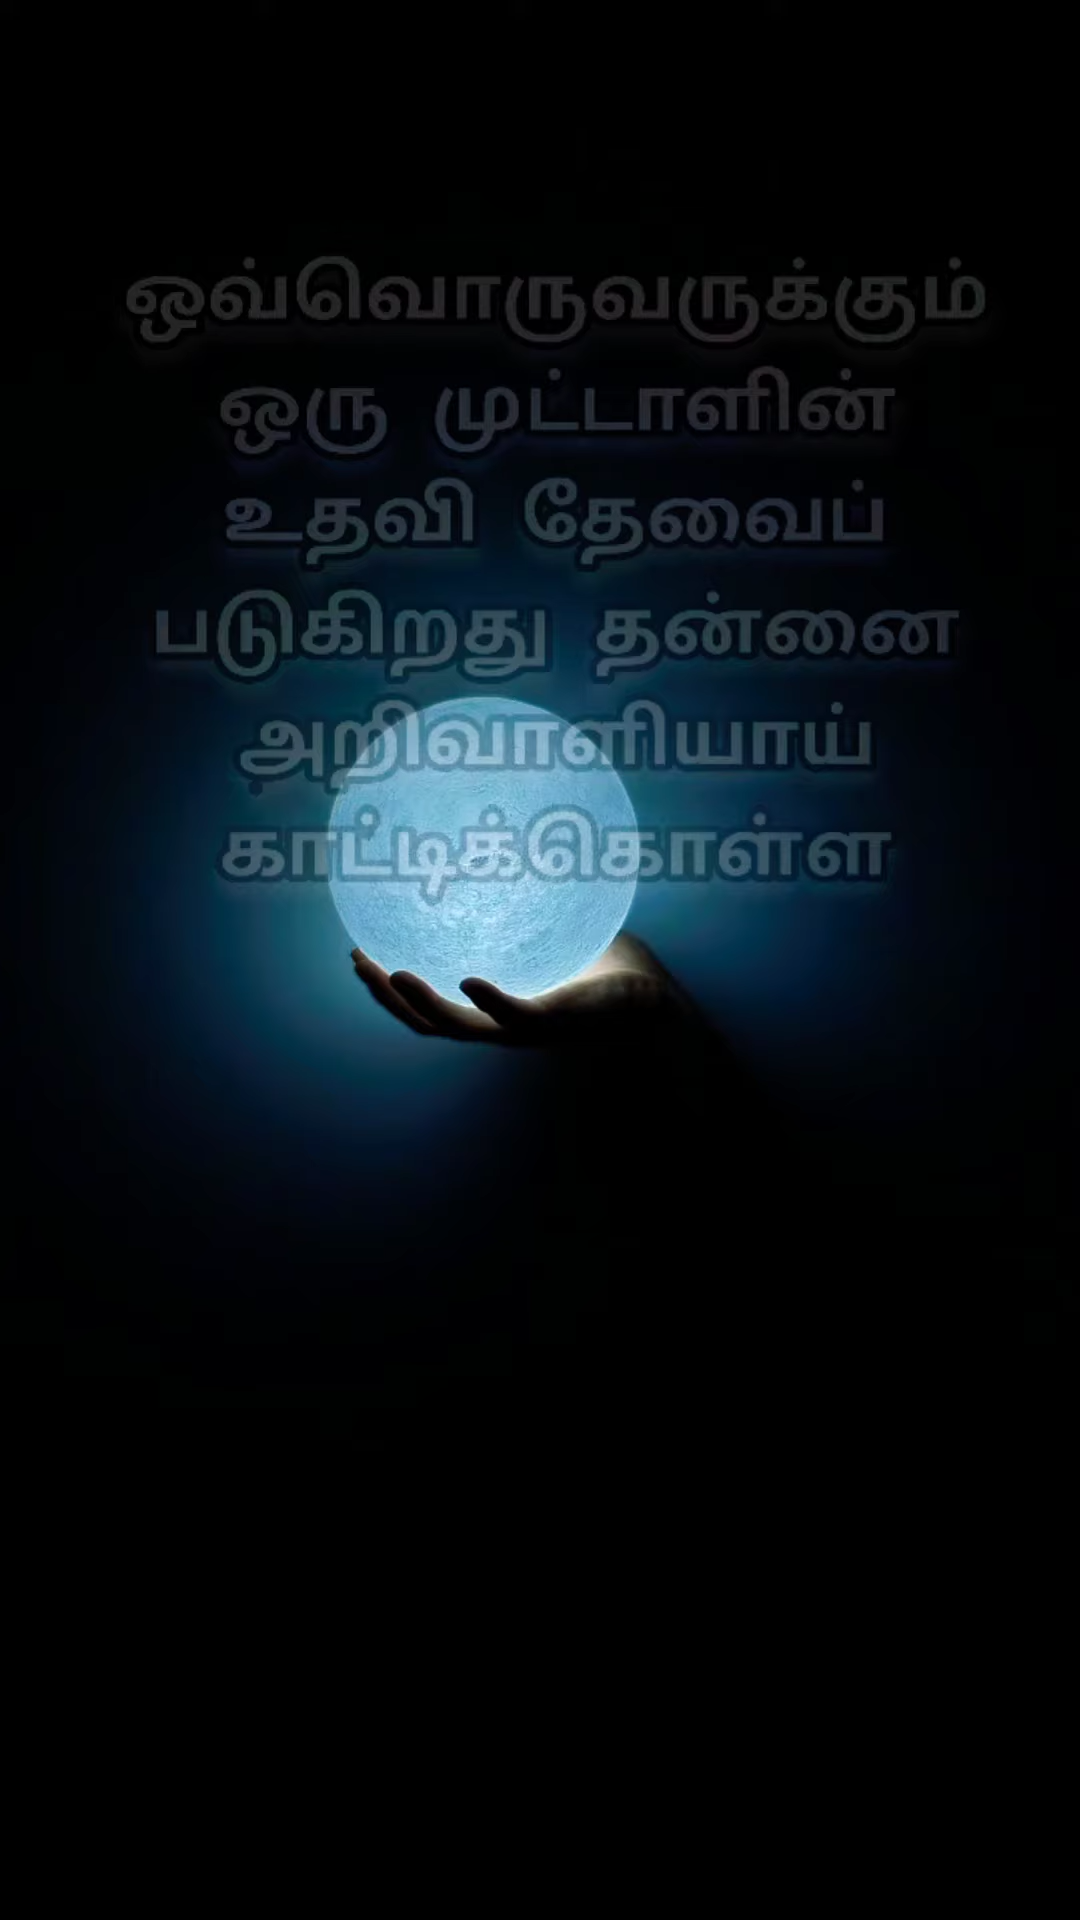 ஒவ்வொருவருக்கும்
ஒரு முட்டாளின்
உதவி தேவைப்
படுகிறது தன்னை
அறிவாளியாய்
காட்டிக்கொள்ள